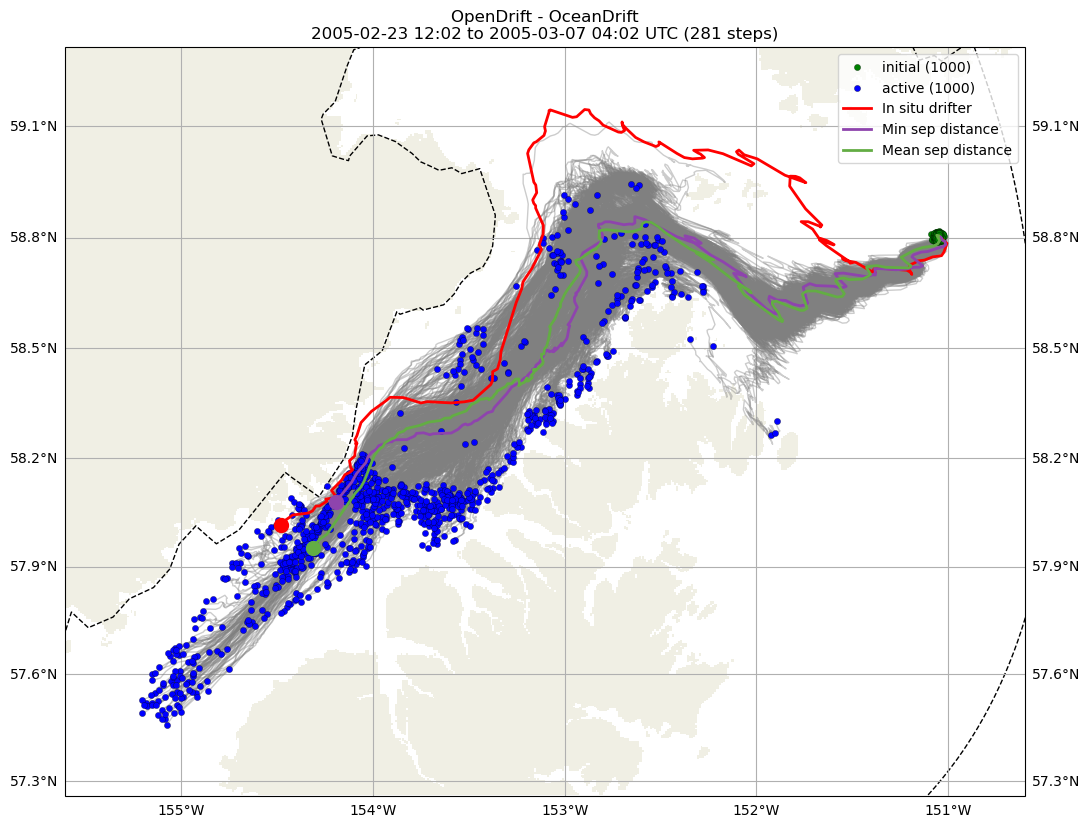 OpenDrift - OceanDrift
2005-02-23 12:02 to 2005-03-07 04:02 UTC (281 steps)
initial (1000)
active (1000)
In situ drifter
Min sep distance
Mean sep distance
59.1°N
59.1°N
58.8°N
58.8°N
58.5°N
58.5°N
58.2°N
58.2°N
57.9°N
57.9°N
57.6°N
57.6°N
57.3°N
57.3°N
155°W
154°W
153°W
152°W
151°W